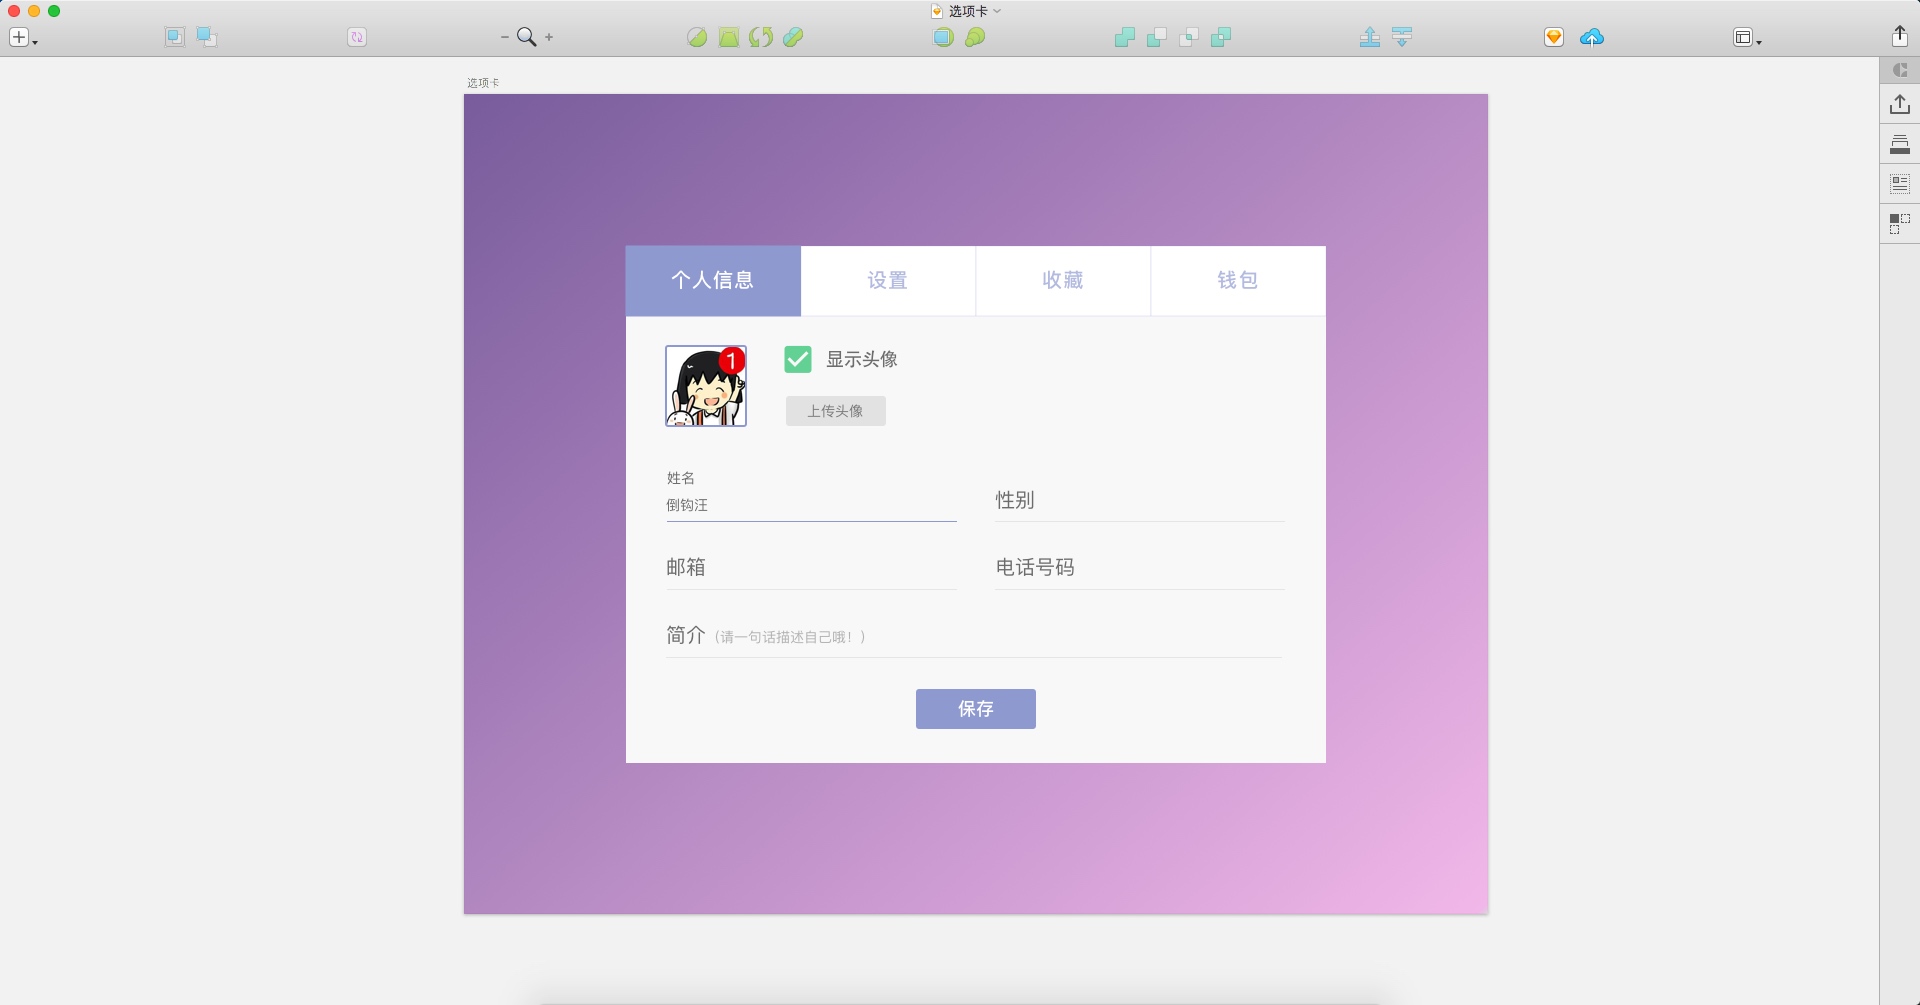 选项卡
选项卡
个人信息 设置 收藏 钱包
1
显示头像
上传头像
姓名
倒钩汪
性别
邮箱
电话号码
简介 (请一句话描述自己哦! )
保存